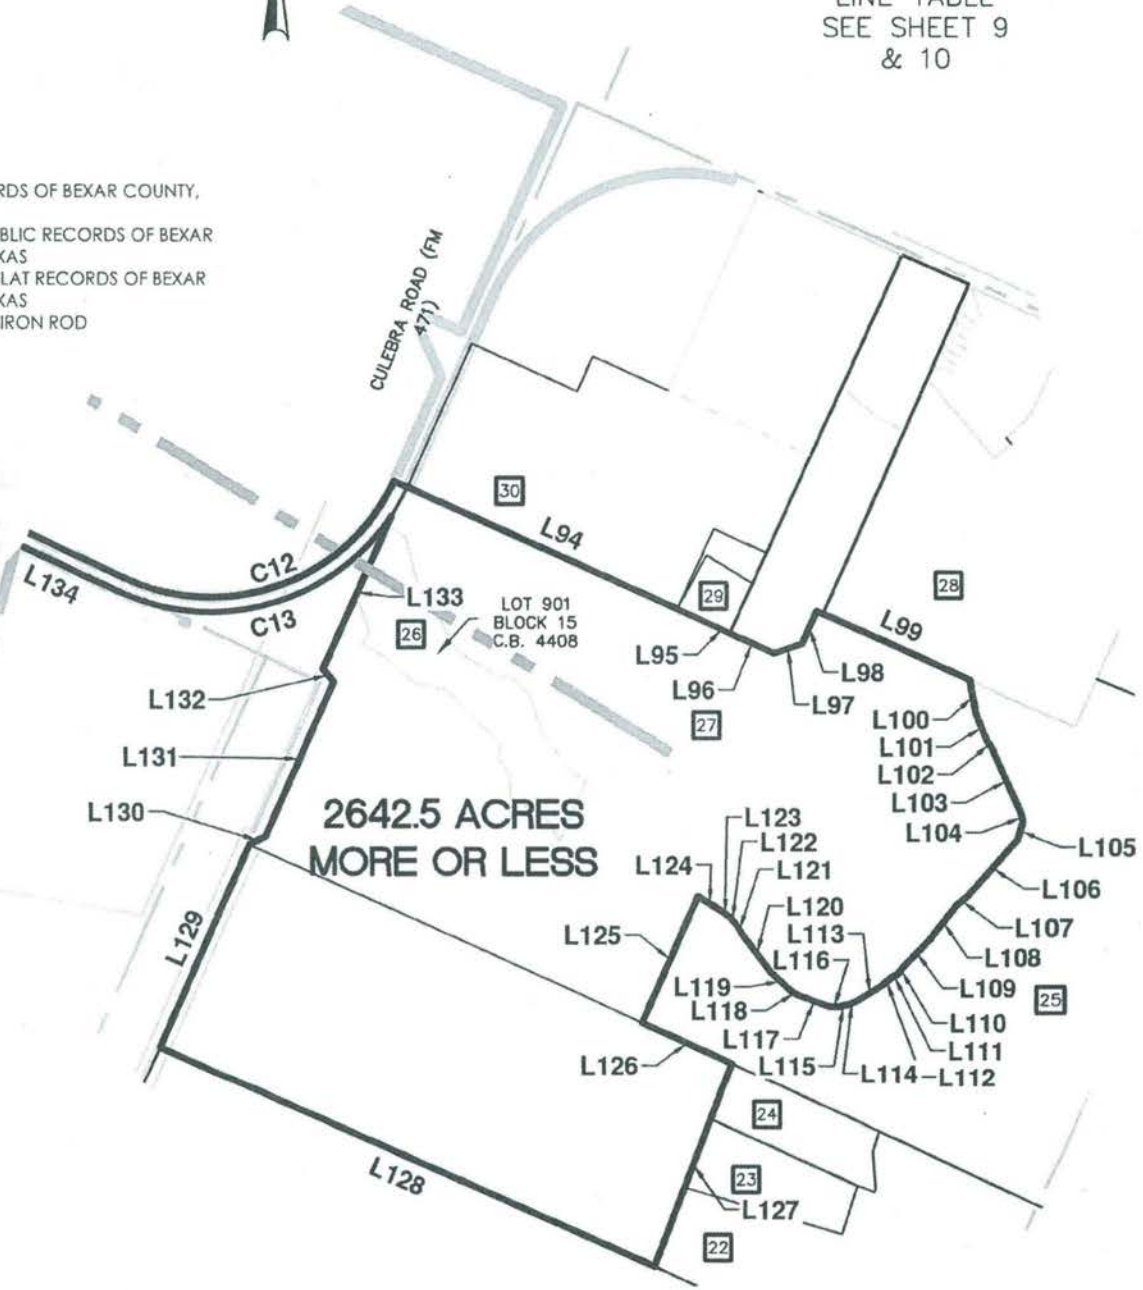 LINE TABLE
SEE SHEET 9
& 10
RDS OF BEXAR COUNTY,
BLIC RECORDS OF BEXAR
XAS
LAT RECORDS OF BEXAR
XAS
IRON ROD
CULEBRA ROAD (FM
471)
30
L94
C12
C13
L134
L133
26
LOT 901
BLOCK 15
C.B. 4408
29
28
L95
L96
L97
L98
L99
27
L132
L131
L130
L100
L101
L102
L103
L104
L105
L106
L107
L108
L109
L110
L111
L114
L112
25
2642.5 ACRES
MORE OR LESS
L123
L122
L121
L124
L120
L113
L116
L125
L119
L118
L117
L115
L126
L129
24
23
L127
22
L128